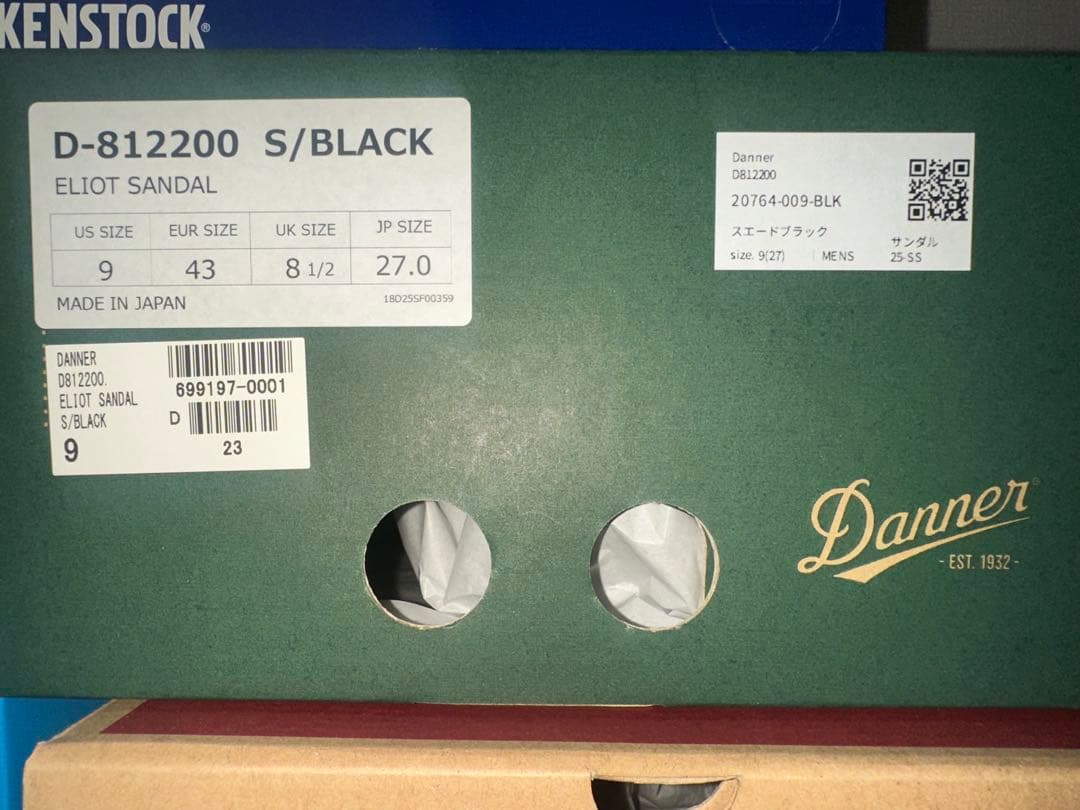 KENSTOCK®
D-812200 S/BLACK
ELIOT SANDAL
US SIZE EUR SIZE UK SIZE JP SIZE
9 43 8 1/2 27.0
MADE IN JAPAN 18D25SF00359
Danner
D812200
20764-009-BLK
スエードブラック
サンダル
size. 9(27) MENS 25-SS
DANNER
D812200.
ELIOT SANDAL
S/BLACK
9
699197-0001
D
23
Danner®
- EST. 1932 -